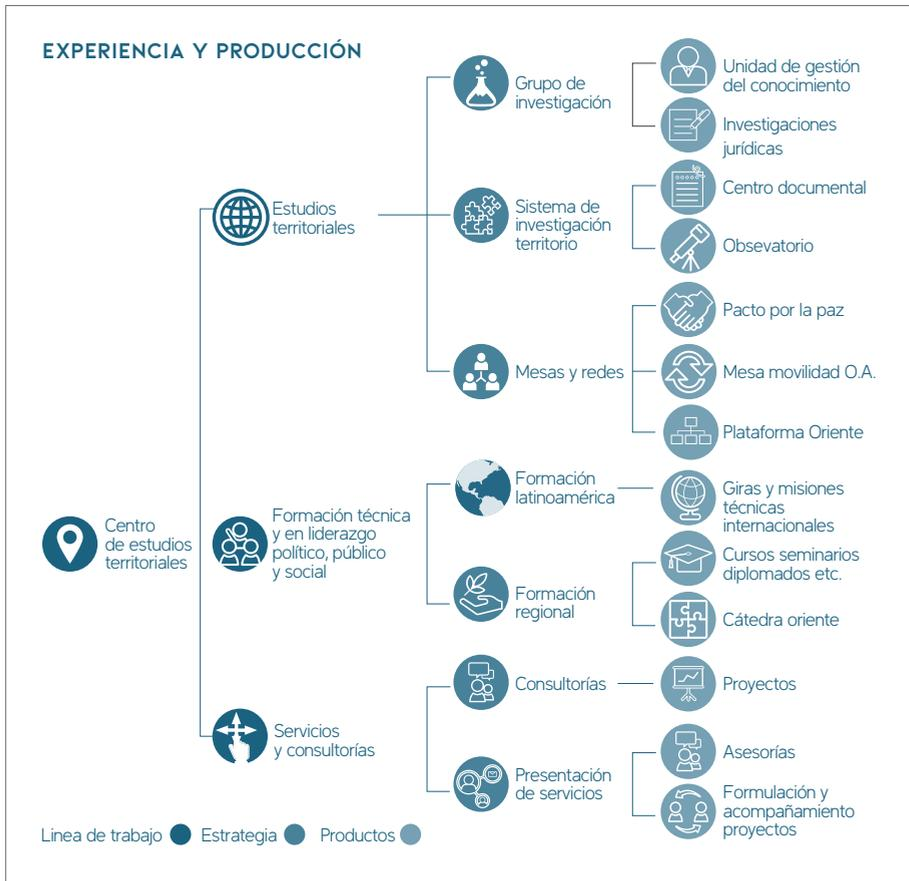 EXPERIENCIA Y PRODUCCIÓN
Centro
de estudios
territoriales
Estudios
territoriales
Grupo de
investigación
Unidad de gestión
del conocimiento
Investigaciones
jurídicas
Sistema de
investigación
territorio
Centro documental
Obsevatorio
Mesas y redes
Pacto por la paz
Mesa movilidad O.A.
Plataforma Oriente
Formación técnica
y en liderazgo
político, público
y social
Formación
latinoamérica
Giras y misiones
técnicas
internacionales
Formación
regional
Cursos seminarios
diplomados etc.
Cátedra oriente
Servicios
y consultorías
Consultorías
Proyectos
Presentación
de servicios
Asesorías
Formulación y
acompañamiento
proyectos
Linea de trabajo
Estrategia
Productos